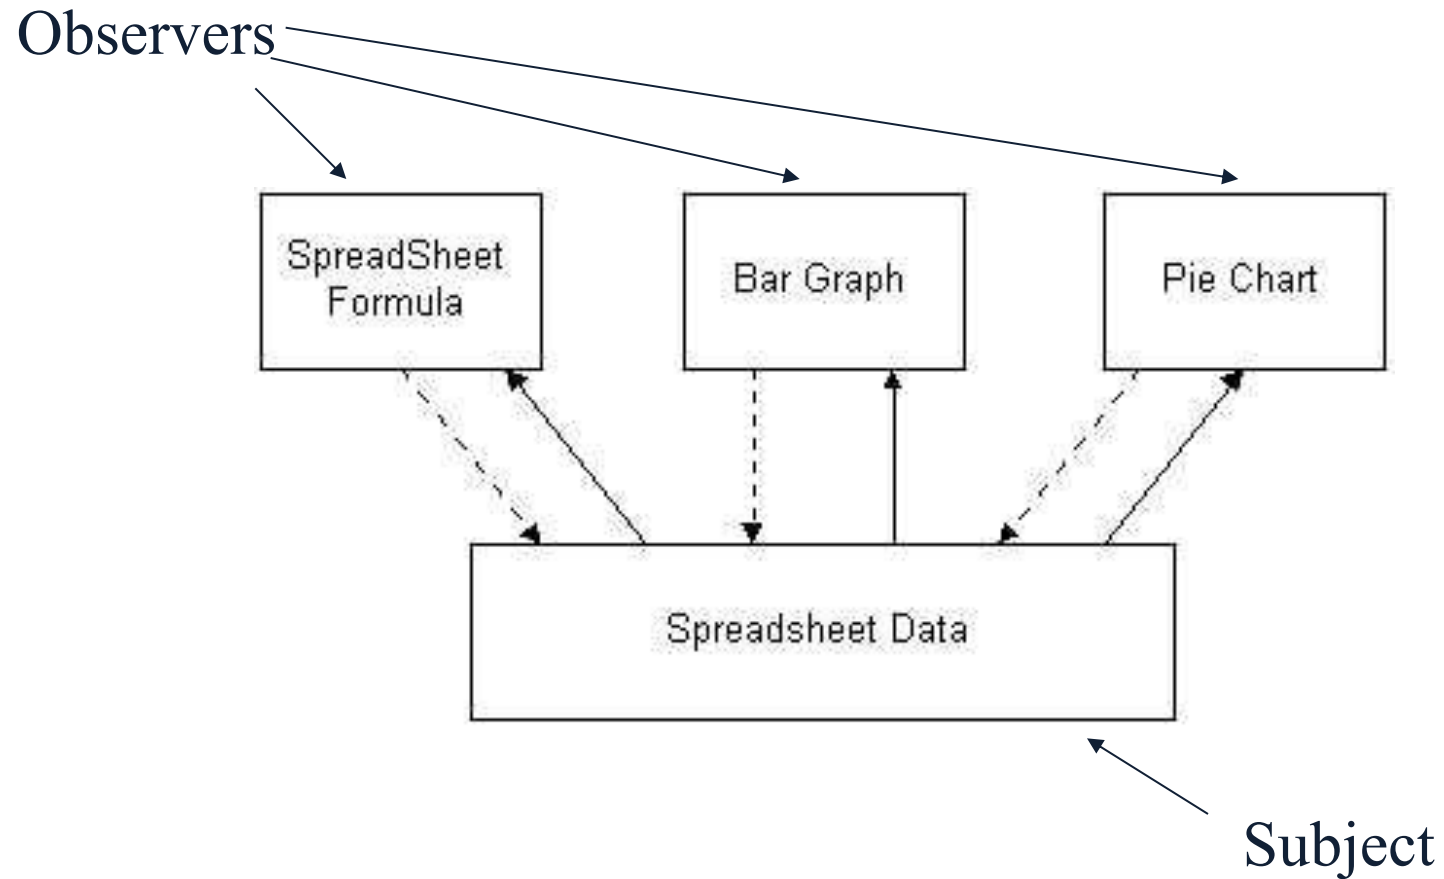 Observers
SpreadSheet
Formula
Bar Graph
Pie Chart
Spreadsheet Data
Subject